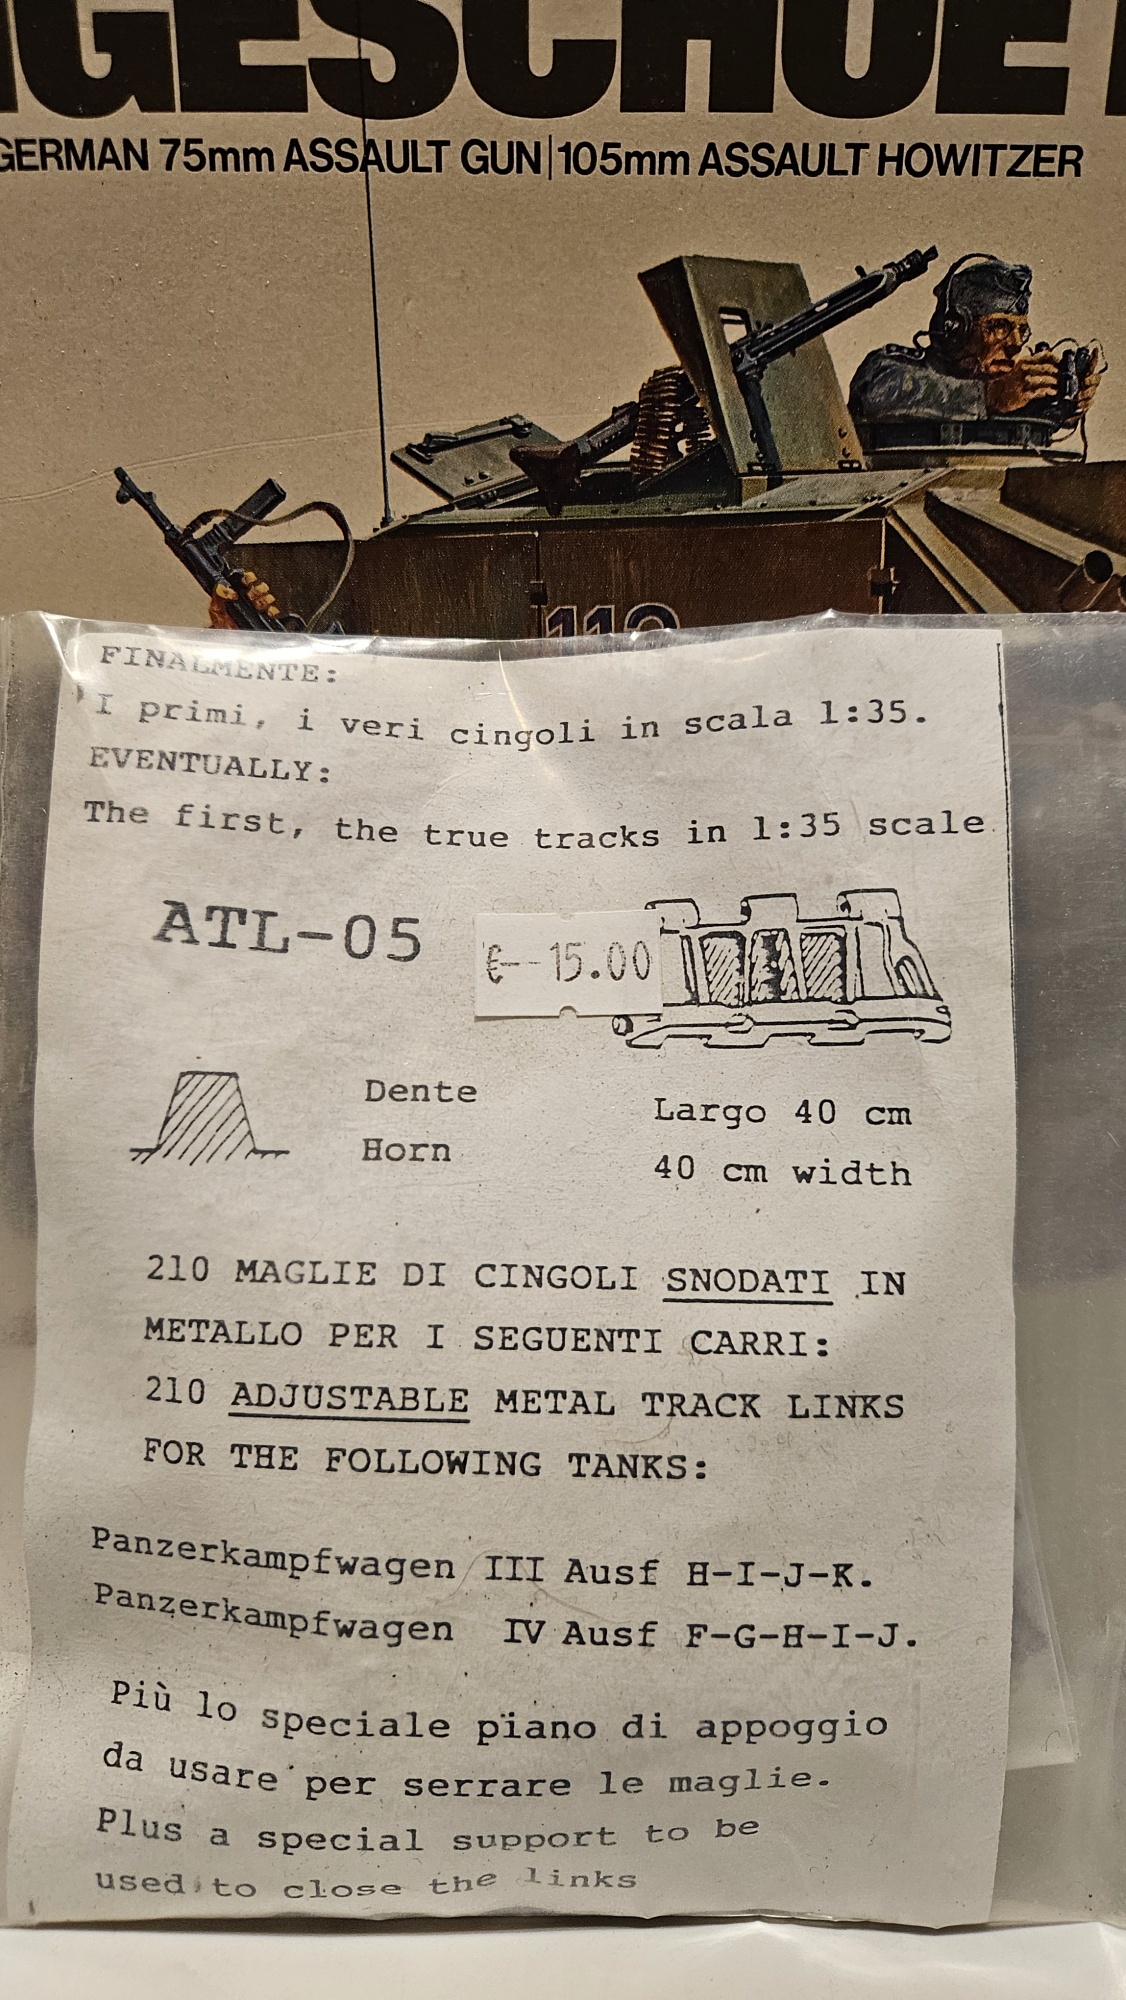 GESCHUE
GERMAN 75mm ASSAULT GUN|105mm ASSAULT HOWITZER
FINALMENTE:
I primi, i veri cingoli in scala 1:35.
EVENTUALLY:
The first, the true tracks in 1:35 scale.
ATL-05
€--15.00
Dente
Horn
Largo 40 cm
40 cm width
210 MAGLIE DI CINGOLI SNODATI IN
METALLO PER I SEGUENTI CARRI:
210 ADJUSTABLE METAL TRACK LINKS
FOR THE FOLLOWING TANKS:
Panzerkampfwagen III Ausf H-I-J-K.
Panzerkampfwagen IV Ausf F-G-H-I-J.
Più lo speciale piano di appoggio
da usare per serrare le maglie.
Plus a special support to be
used to close the links